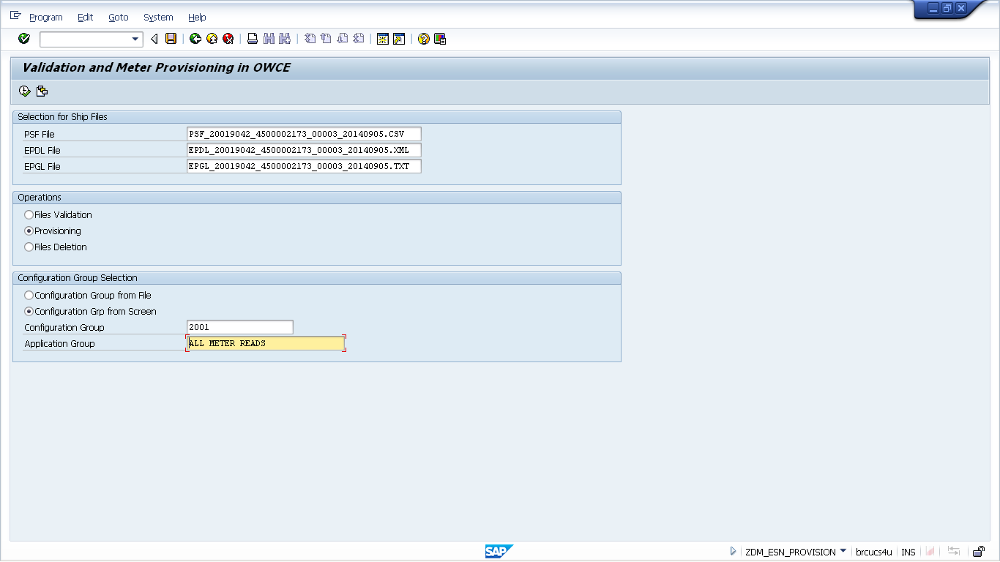 Program Edit Goto System Help
Validation and Meter Provisioning in OWCE
Selection for Ship Files
PSF File PSF_20019042_4500002173_00003_20140905.CSV
EPDL File EPDL_20019042_4500002173_00003_20140905.XML
EPGL File EPGL_20019042_4500002173_00003_20140905.TXT
Operations
Files Validation
Provisioning
Files Deletion
Configuration Group Selection
Configuration Group from File
Configuration Grp from Screen
Configuration Group 2001
Application Group ALL METER READS
SAP ZDM_ESN_PROVISION brcucs4u INS